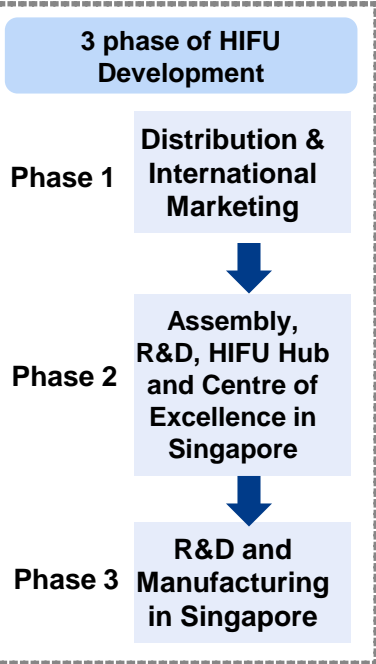 3 phase of HIFU
Development
Phase 1
Distribution &
International
Marketing
Phase 2
Assembly,
R&D, HIFU Hub
and Centre of
Excellence in
Singapore
Phase 3
R&D and
Manufacturing
in Singapore